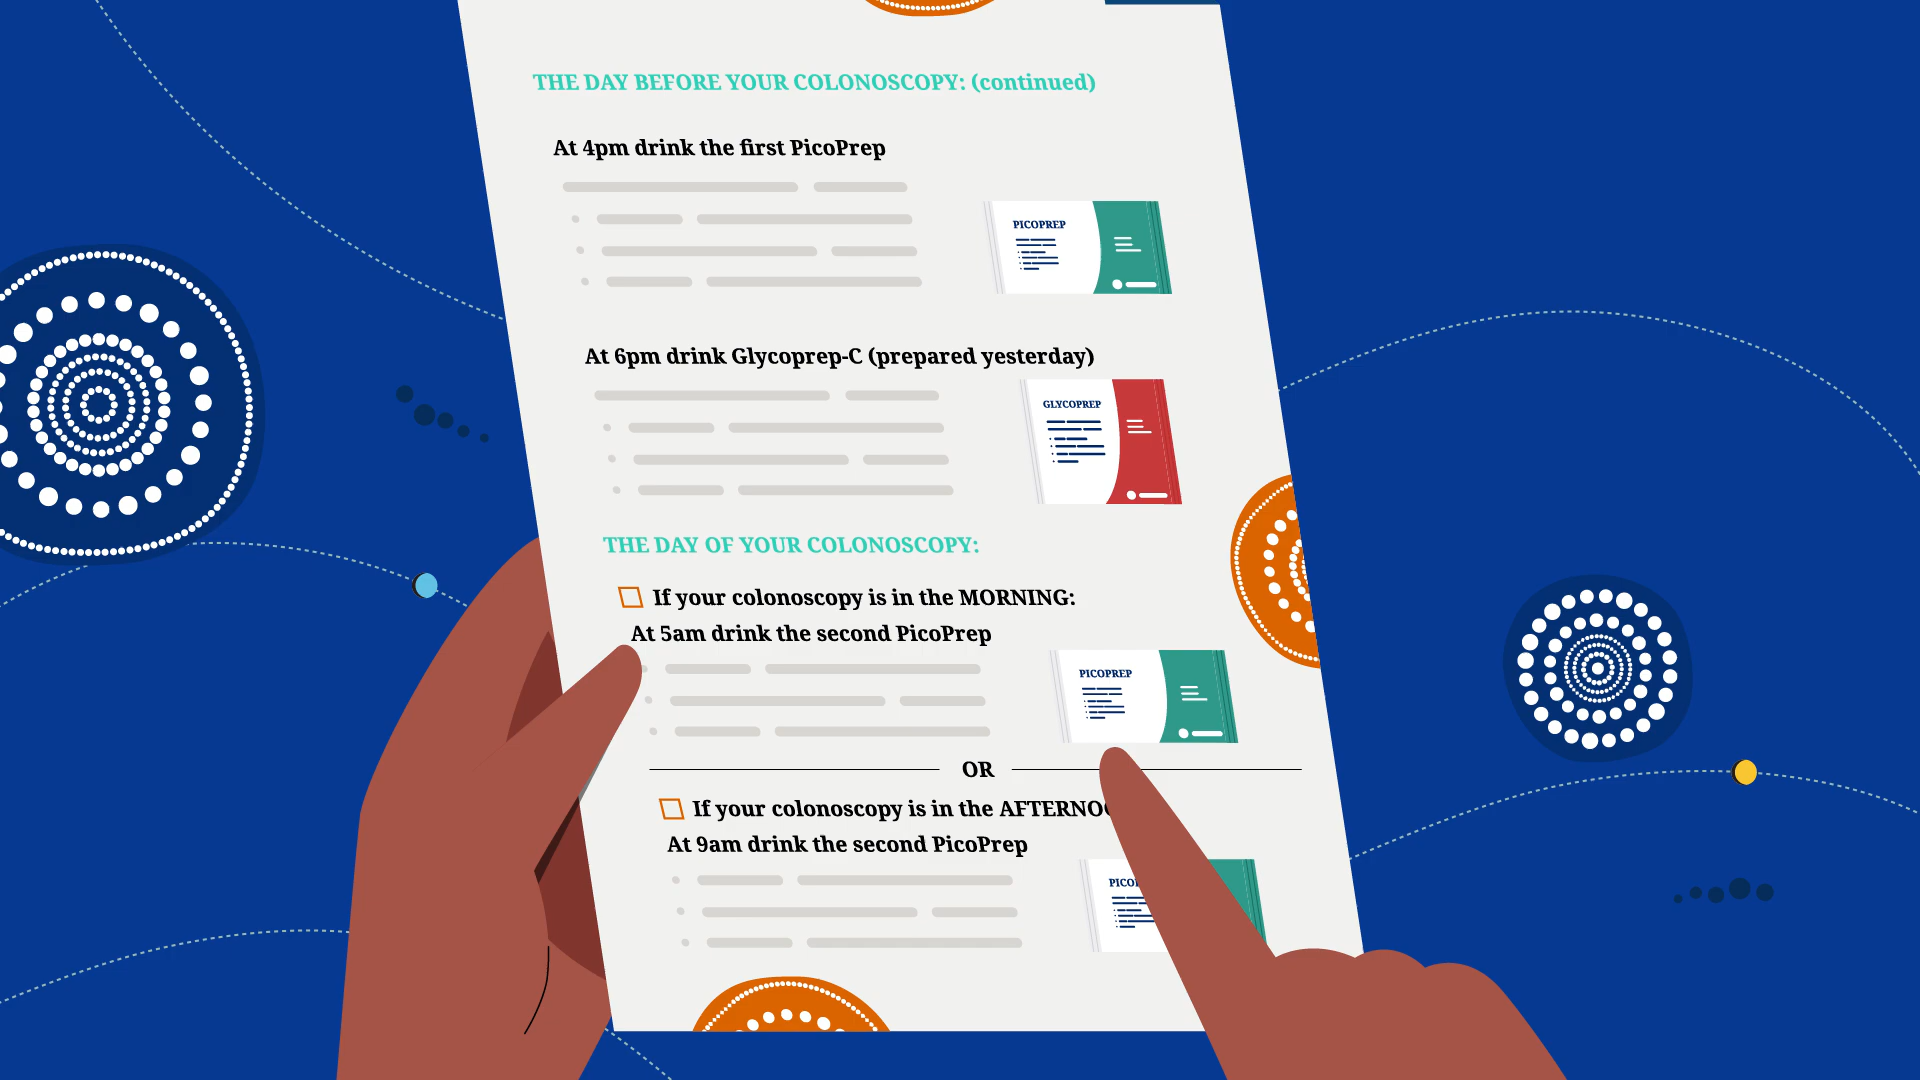 THE DAY BEFORE YOUR COLONOSCOPY: (continued)
At 4pm drink the first PicoPrep
PICOPREP
At 6pm drink Glycoprep-C (prepared yesterday)
GLYCOPREP
THE DAY OF YOUR COLONOSCOPY:
If your colonoscopy is in the MORNING:
At 5am drink the second PicoPrep
PICOPREP
OR
If your colonoscopy is in the
At 9am drink the second PicoPrep